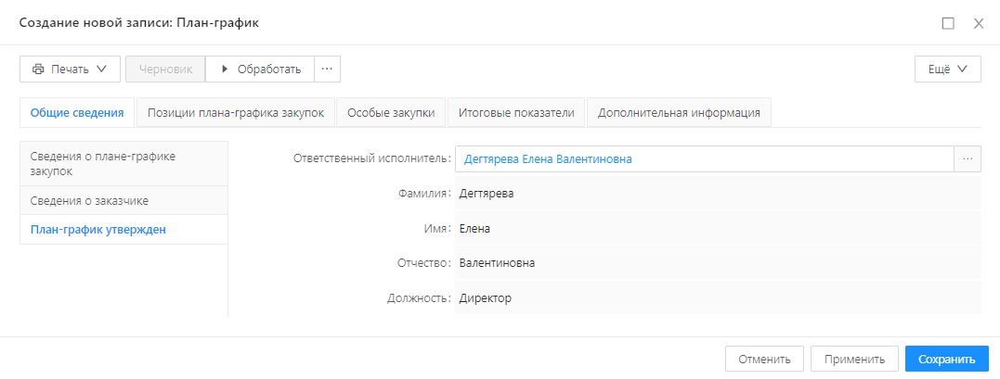 Создание новой записи: План-график
Печать
Черновик
Обработать
...
Ещё
Общие сведения
Позиции плана-графика закупок
Особые закупки
Итоговые показатели
Дополнительная информация
Сведения о плане-графике
закупок
Сведения о заказчике
План-график утвержден
Ответственный исполнитель: Дегтярева Елена Валентиновна ...
Фамилия: Дегтярева
Имя: Елена
Отчество: Валентиновна
Должность: Директор
Отменить
Применить
Сохранить